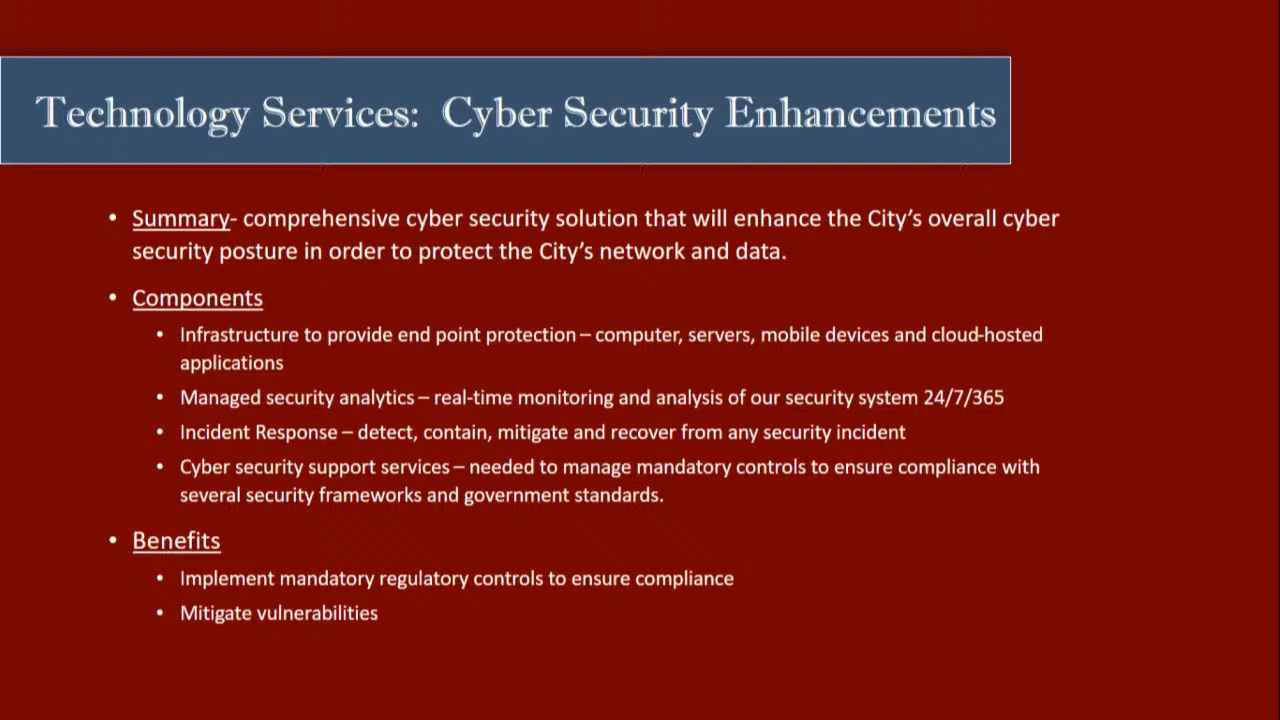 Technology Services:  Cyber Security Enhancements
• Summary- comprehensive cyber security solution that will enhance the City’s overall cyber
security posture in order to protect the City’s network and data.
• Components
• Infrastructure to provide end point protection – computer, servers, mobile devices and cloud-hosted
applications
• Managed security analytics – real-time monitoring and analysis of our security system 24/7/365
• Incident Response – detect, contain, mitigate and recover from any security incident
• Cyber security support services – needed to manage mandatory controls to ensure compliance with
several security frameworks and government standards.
• Benefits
• Implement mandatory regulatory controls to ensure compliance
• Mitigate vulnerabilities